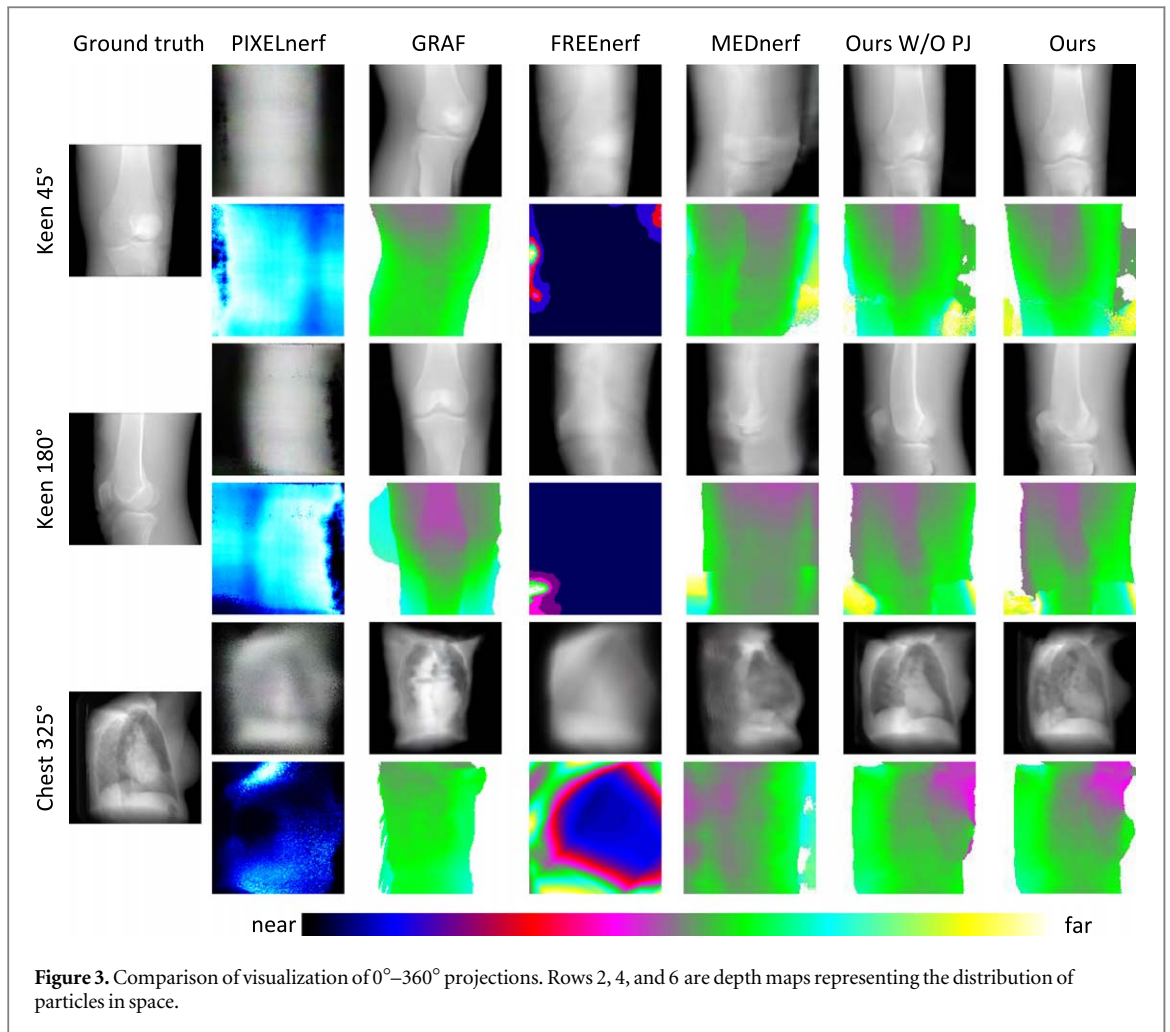 Ground truth PIXELnerf GRAF FREEnerf MEDnerf Ours W/O PJ Ours
Keen 45°
Keen 180°
Chest 325°
near far
Figure 3. Comparison of visualization of 0°–360° projections. Rows 2, 4, and 6 are depth maps representing the distribution of
particles in space.